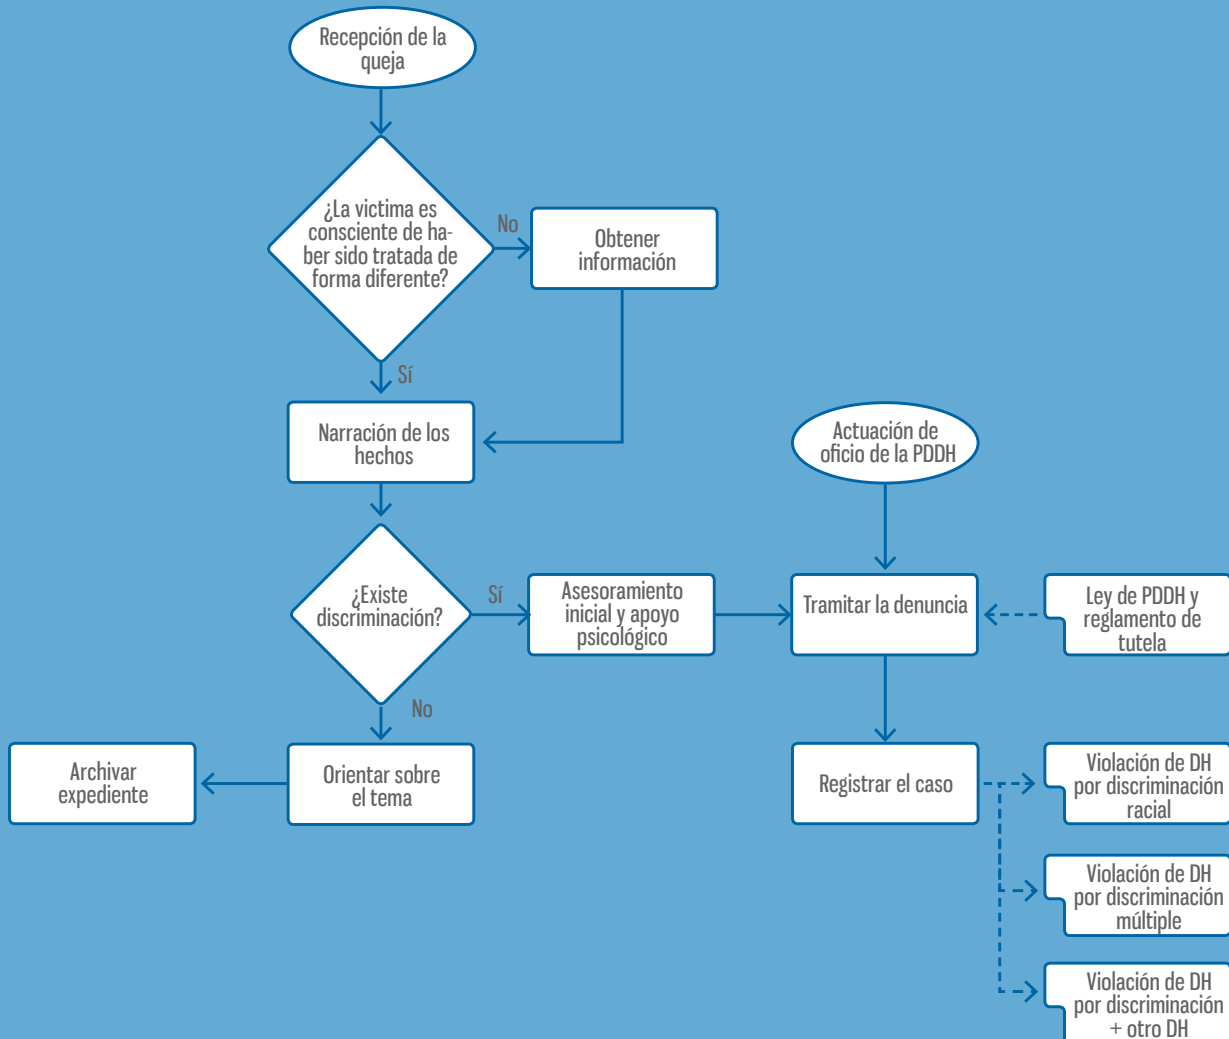 Recepción de la
queja
¿La victima es
consciente de ha-
ber sido tratada de
forma diferente?
No
Obtener
información
Sí
Narración de los
hechos
Actuación de
oficio de la PDDH
¿Existe
discriminación?
Sí
Asesoramiento
inicial y apoyo
psicológico
Tramitar la denuncia
Ley de PDDH y
reglamento de
tutela
No
Archivar
expediente
Orientar sobre
el tema
Registrar el caso
Violación de DH
por discriminación
racial
Violación de DH
por discriminación
múltiple
Violación de DH
por discriminación
+ otro DH